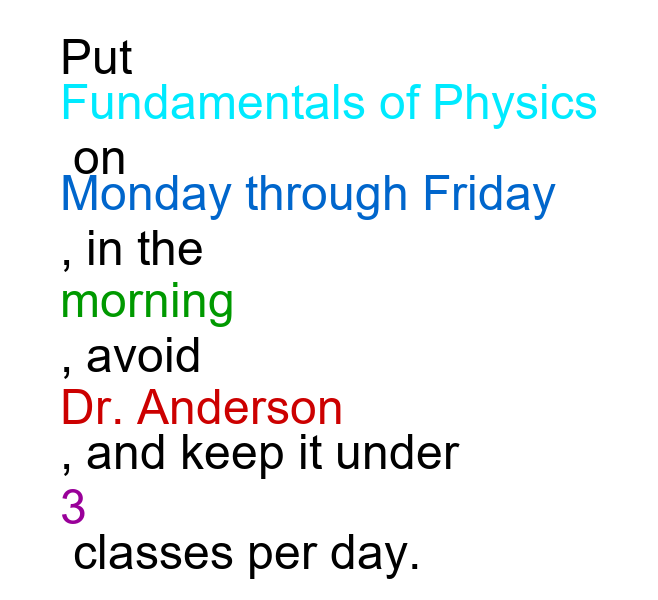 Put
Fundamentals of Physics
on
Monday through Friday
, in the
morning
, avoid
Dr. Anderson
, and keep it under
3
classes per day.